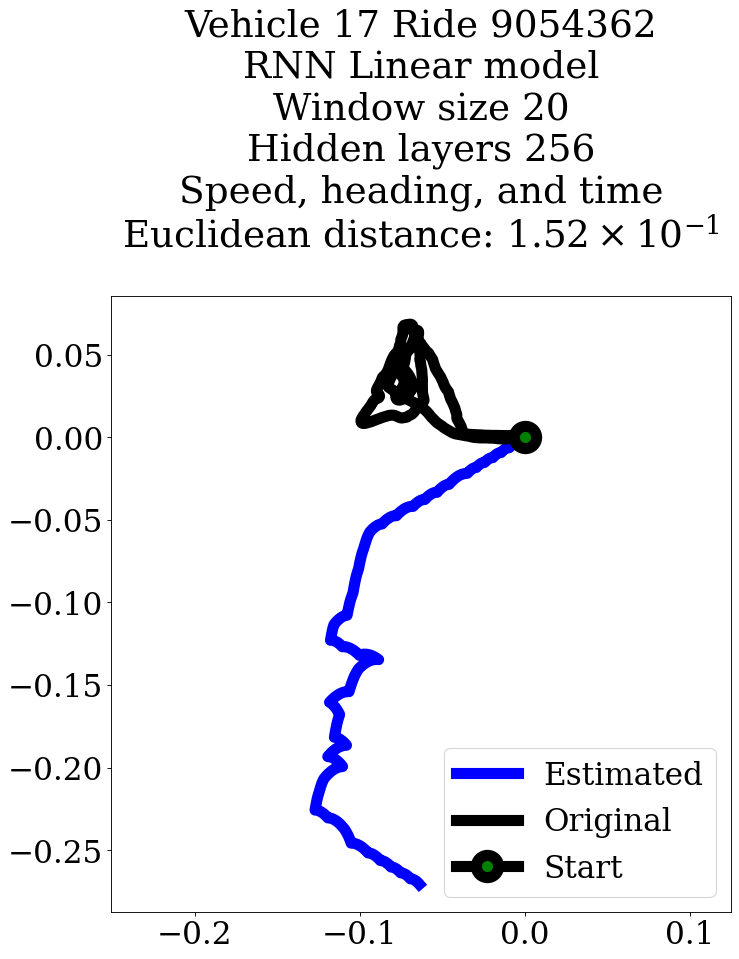 Vehicle 17 Ride 9054362
RNN Linear model
Window size 20
Hidden layers 256
Speed, heading, and time
Euclidean distance: 1.52 × 10⁻¹
0.05
0.00
−0.05
−0.10
−0.15
−0.20
−0.25
Estimated
Original
Start
−0.2 −0.1 0.0 0.1